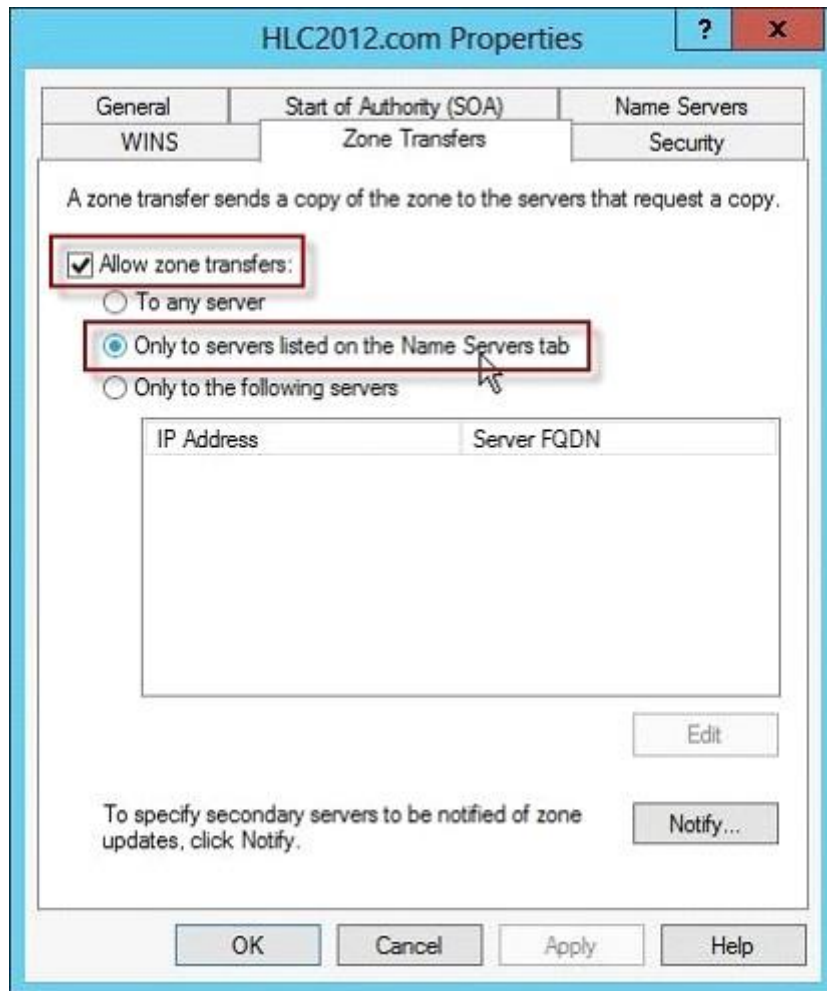 HLC2012.com Properties
?
x
General
Start of Authority (SOA)
Name Servers
WINS
Zone Transfers
Security
A zone transfer sends a copy of the zone to the servers that request a copy.
Allow zone transfers:
To any server
Only to servers listed on the Name Servers tab
Only to the following servers
IP Address
Server FQDN
Edit
To specify secondary servers to be notified of zone
updates, click Notify.
Notify...
OK
Cancel
Apply
Help